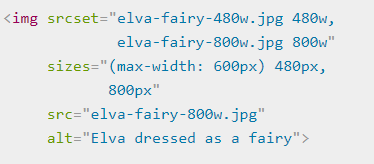 <img srcset="elva-fairy-480w.jpg 480w,
elva-fairy-800w.jpg 800w"
sizes="(max-width: 600px) 480px,
800px"
src="elva-fairy-800w.jpg"
alt="Elva dressed as a fairy">